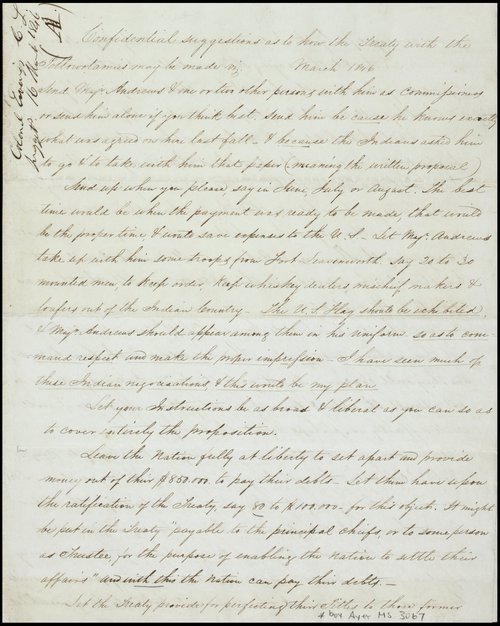 Colonel Ewing's C. L.
Suggests 16 March 1846
(A.)
Confidential suggestions as to how the Treaty with the
Pottowotamies may be made viz. March 1846
Send Majr. Andrews & one or two other persons with him as commissioners
or send him alone if you think best. Send him because he knows exactly
what was agreed on here last fall - & because the Indians asked him
to go & to take with him that paper (meaning the written proposal)
Send up when you please say in June, July or August. The best
time would be when the payment was ready to be made, that would
be the proper time & would save expenses to the U. S - Let Majr. Andrews
take up with him some troops from Fort Leavenworth say 20 to 30
mounted men to keep order, keep whiskey dealers, mischief makers &
loafers out of the Indian Country - The U. S. Flag should be exhibited,
& Majr. Andrews should appear among them in his Uniform so as to com-
mand respect and make the proper impression - I have seen much of
these Indian negociations & this would be my plan
Let your Instructions be as broad & liberal as you can so as
to cover entirely the proposition.
Leave the Nation fully at liberty to set apart and provide
money out of their $850.000 to pay their debts - Let them have upon
the ratification of the Treaty, say 80 to $100.000 - for this object. It might
be put in the Treaty "payable to the principal chiefs, or to some person
as Trustee, for the purpose of enabling the Nation to settle their
affairs" and with this the Nation can pay their debts. -
Let the Treaty provide for perfecting their Titles to those former
* box Ayer MS 3067